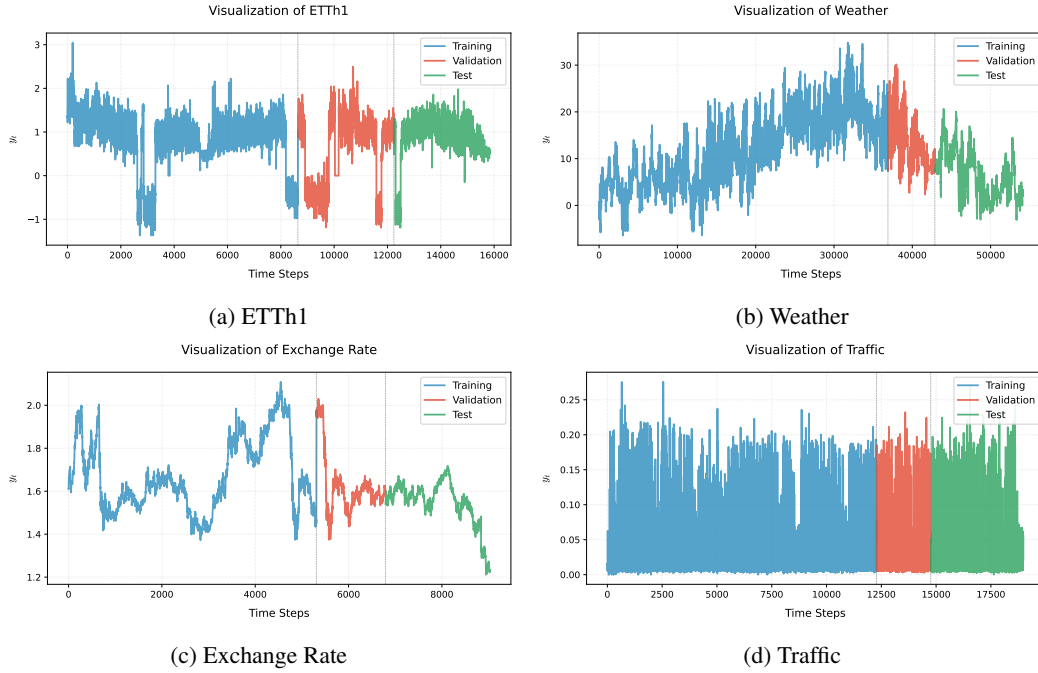 Visualization of ETTh1
3
2
1
0
−1
yₜ
0 2000 4000 6000 8000 10000 12000 14000 16000
Time Steps
Training
Validation
Test
(a) ETTh1
Visualization of Weather
30
20
10
0
yₜ
0 10000 20000 30000 40000 50000
Time Steps
Training
Validation
Test
(b) Weather
Visualization of Exchange Rate
2.0
1.8
1.6
1.4
1.2
yₜ
0 2000 4000 6000 8000
Time Steps
Training
Validation
Test
(c) Exchange Rate
Visualization of Traffic
0.25
0.20
0.15
0.10
0.05
0.00
yₜ
0 2500 5000 7500 10000 12500 15000 17500
Time Steps
Training
Validation
Test
(d) Traffic